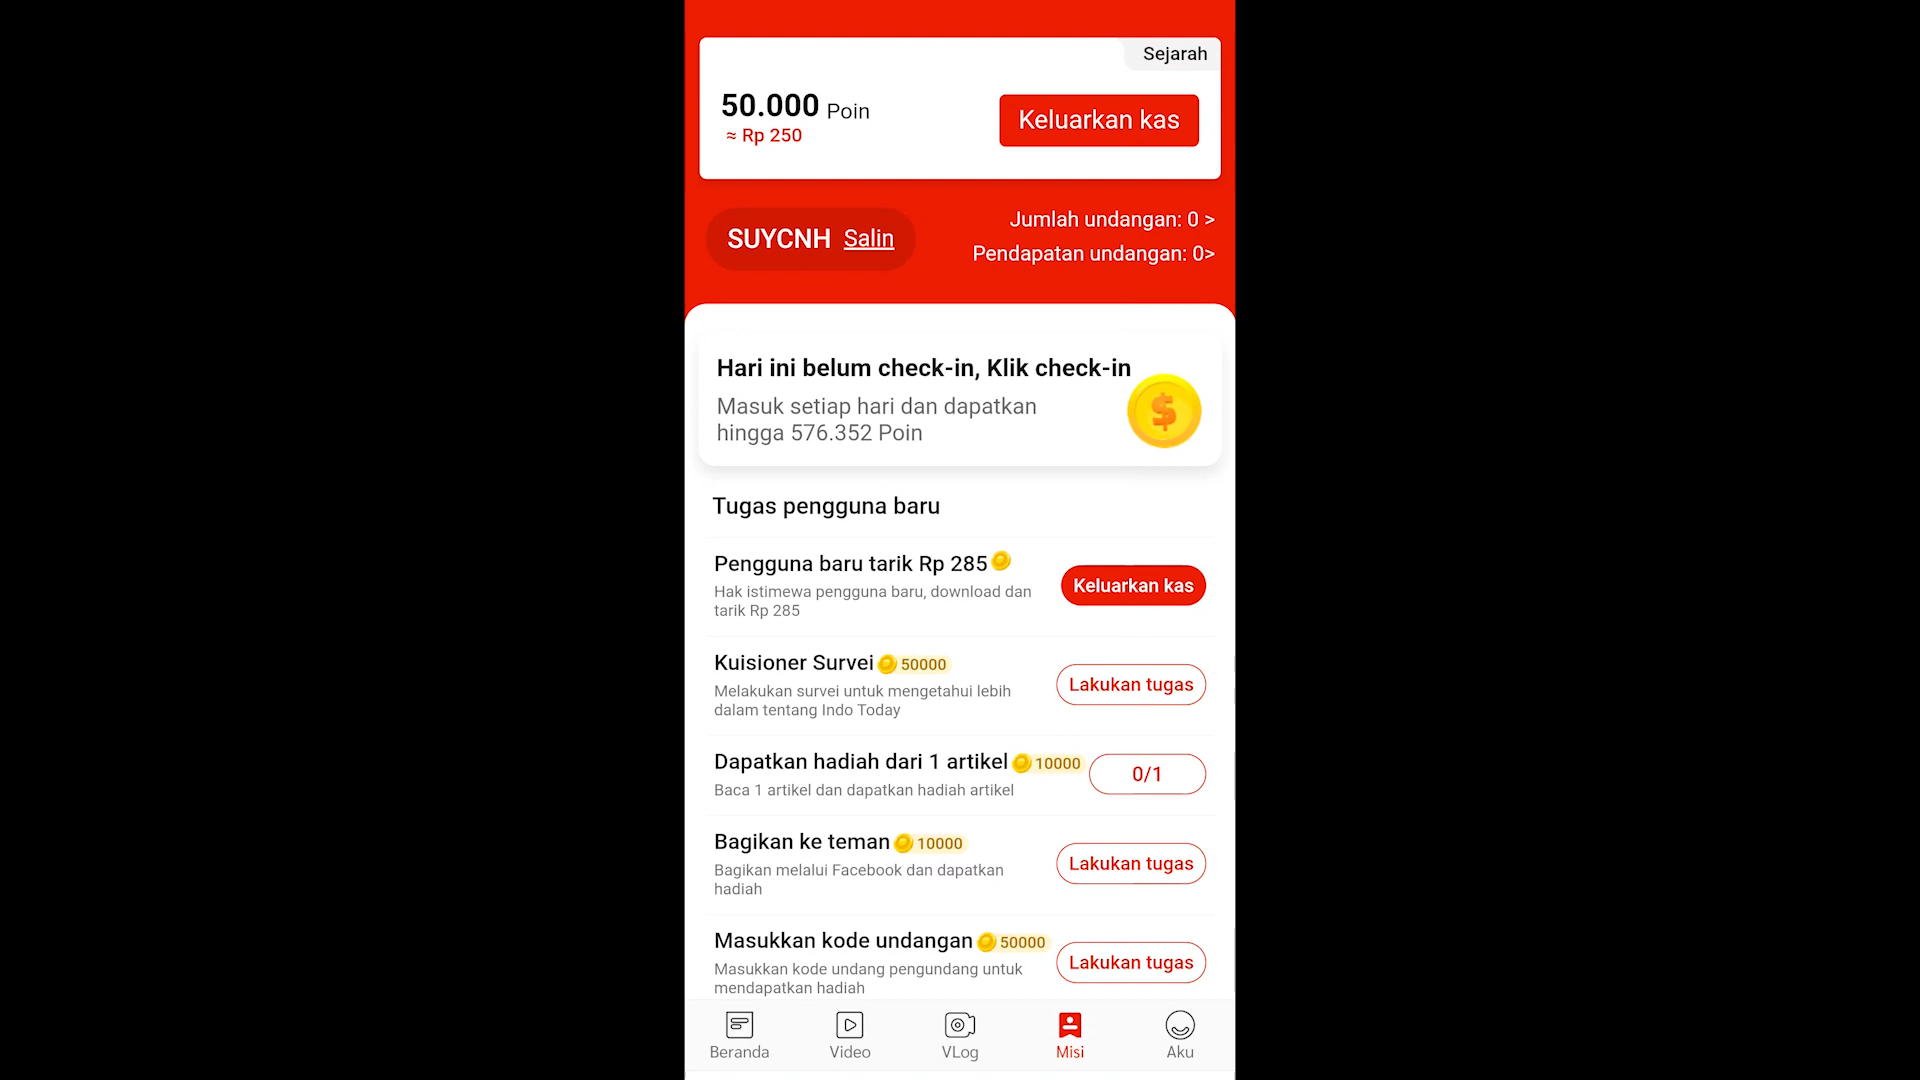 Sejarah
50.000 Poin
≈ Rp 250
Keluarkan kas
SUYCNH Salin
Jumlah undangan: 0 >
Pendapatan undangan: 0>
Hari ini belum check-in, Klik check-in
Masuk setiap hari dan dapatkan
hingga 576.352 Poin
$
Tugas pengguna baru
Pengguna baru tarik Rp 285
Hak istimewa pengguna baru, download dan
tarik Rp 285
Keluarkan kas
Kuisioner Survei 50000
Melakukan survei untuk mengetahui lebih
dalam tentang Indo Today
Lakukan tugas
Dapatkan hadiah dari 1 artikel 10000
Baca 1 artikel dan dapatkan hadiah artikel
0/1
Bagikan ke teman 10000
Bagikan melalui Facebook dan dapatkan
hadiah
Lakukan tugas
Masukkan kode undangan 50000
Masukkan kode undang pengundang untuk
mendapatkan hadiah
Lakukan tugas
Beranda
Video
VLog
Misi
Aku